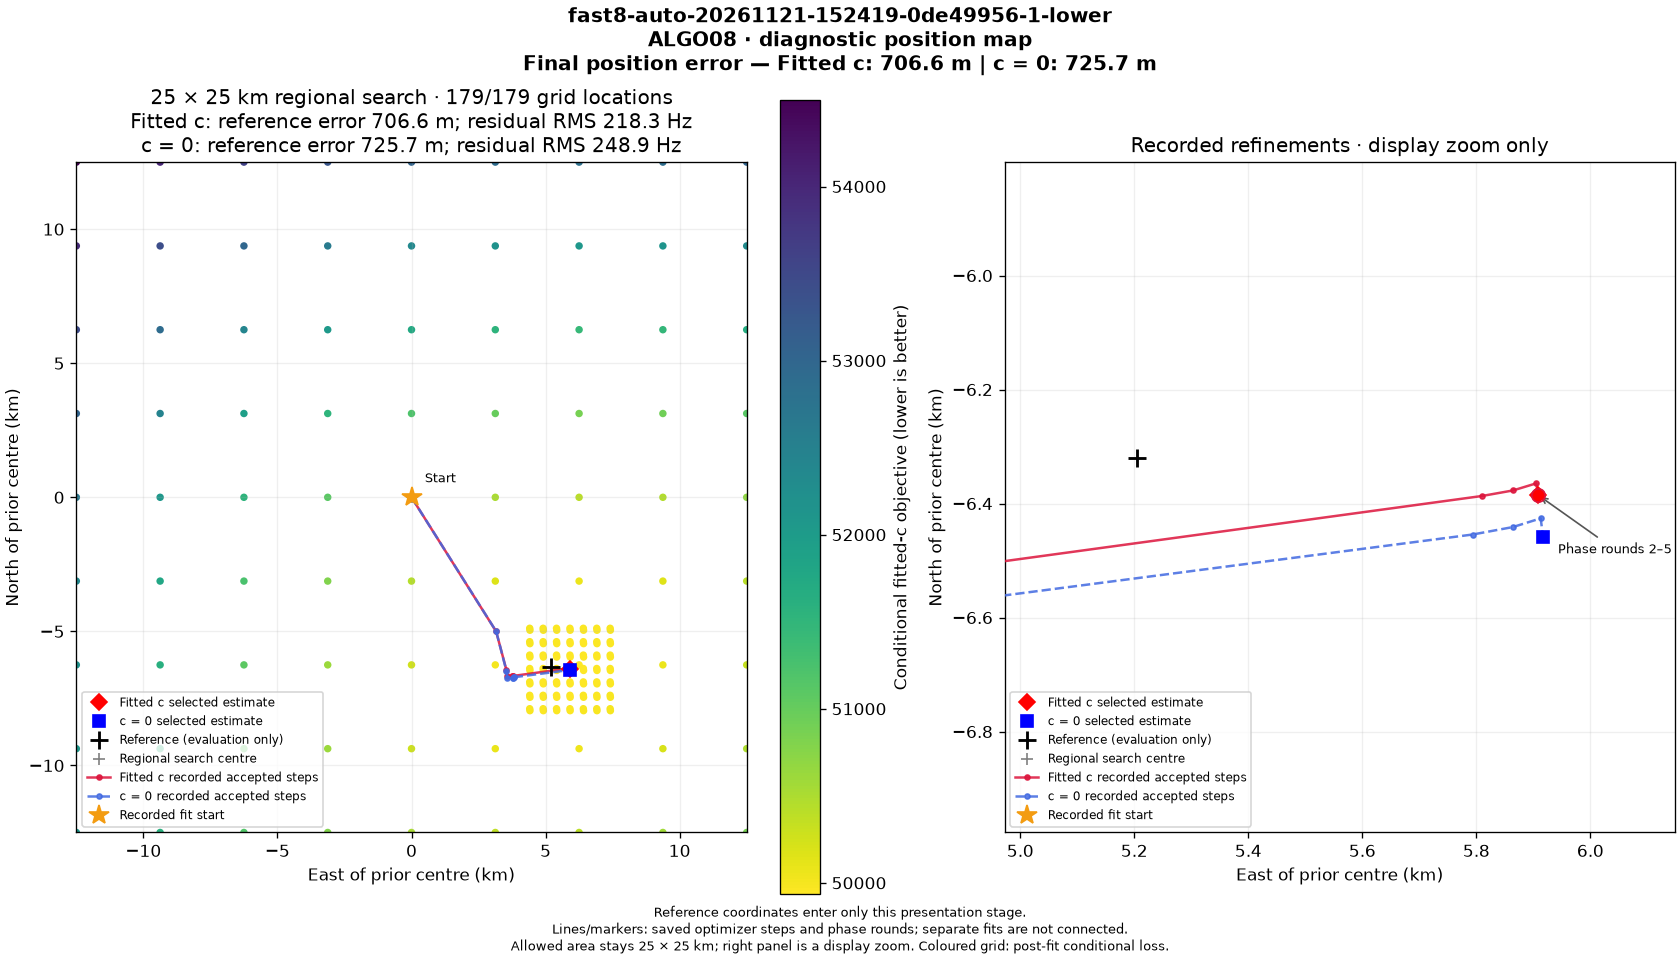 fast8-auto-20261121-152419-0de49956-1-lower
ALGO08 · diagnostic position map
Final position error — Fitted c: 706.6 m | c = 0: 725.7 m
25 × 25 km regional search · 179/179 grid locations
Fitted c: reference error 706.6 m; residual RMS 218.3 Hz
c = 0: reference error 725.7 m; residual RMS 248.9 Hz
10
5
0
−5
−10
North of prior centre (km)
Start
Fitted c selected estimate
c = 0 selected estimate
Reference (evaluation only)
Regional search centre
Fitted c recorded accepted steps
c = 0 recorded accepted steps
Recorded fit start
−10
−5
0
5
10
East of prior centre (km)
54000
53000
52000
51000
50000
Conditional fitted-c objective (lower is better)
Recorded refinements · display zoom only
−6.0
−6.2
−6.4
−6.6
−6.8
North of prior centre (km)
Phase rounds 2–5
Fitted c selected estimate
c = 0 selected estimate
Reference (evaluation only)
Regional search centre
Fitted c recorded accepted steps
c = 0 recorded accepted steps
Recorded fit start
5.0
5.2
5.4
5.6
5.8
6.0
East of prior centre (km)
Reference coordinates enter only this presentation stage.
Lines/markers: saved optimizer steps and phase rounds; separate fits are not connected.
Allowed area stays 25 × 25 km; right panel is a display zoom. Coloured grid: post-fit conditional loss.